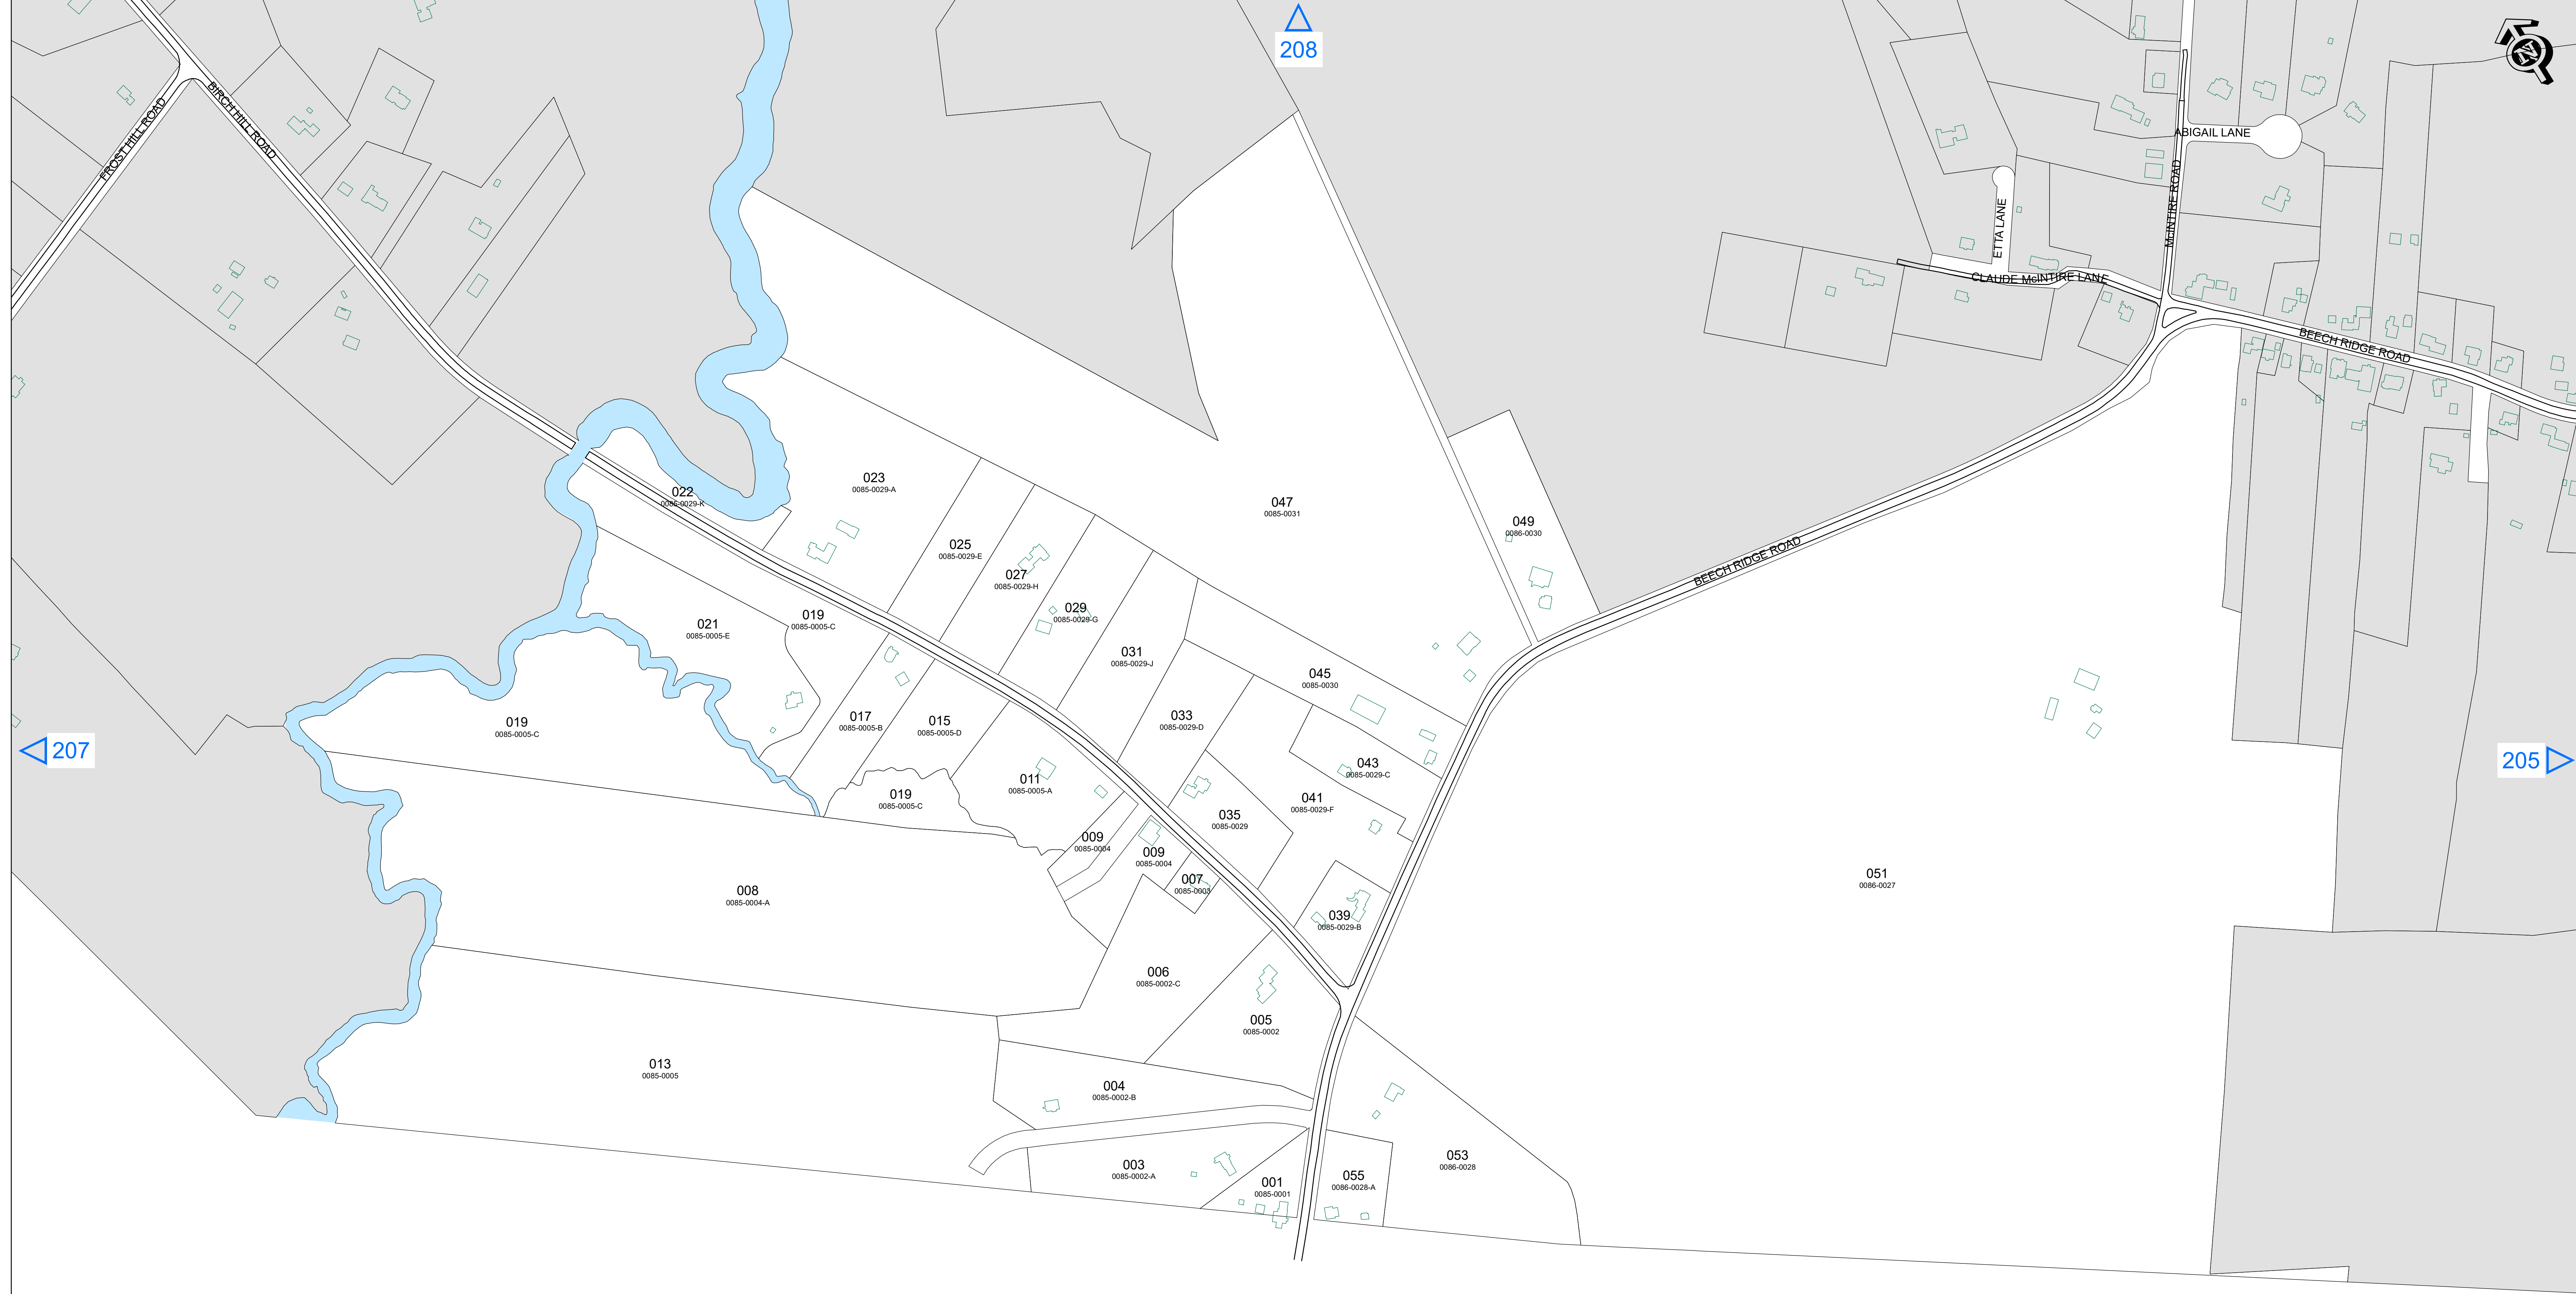 208
N
FROST HILL ROAD
BIRCH HILL ROAD
ABIGAIL LANE
McINTIRE ROAD
ETTA LANE
CLAUDE McINTIRE LANE
BEECH RIDGE ROAD
022
0085-0029-K
023
0085-0029-A
047
0085-0031
049
0086-0030
025
0085-0029-E
BEECH RIDGE ROAD
027
0085-0029-H
029
0085-0029-G
019
0085-0005-C
021
0085-0005-E
031
0085-0029-J
045
0085-0030
017
0085-0005-B
015
0085-0005-D
033
0085-0029-D
019
0085-0005-C
207
205
043
0085-0029-C
011
0085-0005-A
019
0085-0005-C
041
0085-0029-F
035
0085-0029
009
0085-0004
009
0085-0004
007
0085-0003
008
0085-0004-A
051
0086-0027
039
0085-0029-B
006
0085-0002-C
005
0085-0002
013
0085-0005
004
0085-0002-B
003
0085-0002-A
001
0085-0001
055
0086-0028-A
053
0086-0028